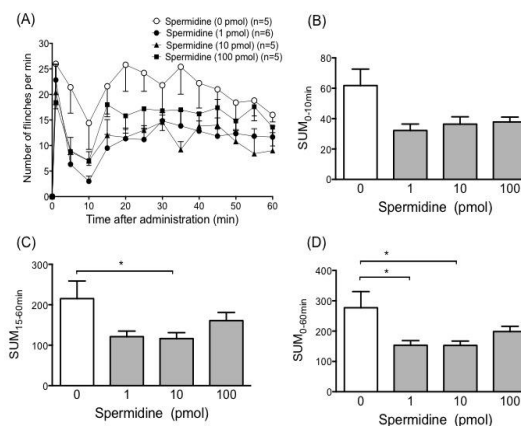 (A)
Spermidine (0 pmol) (n=5)
Spermidine (1 pmol) (n=6)
Spermidine (10 pmol) (n=5)
Spermidine (100 pmol) (n=5)
Number of flinches per min
30
25
20
15
10
5
0
0 10 20 30 40 50 60
Time after administration (min)
(B)
SUM0-10min
80
60
40
20
0
0 1 10 100
Spermidine (pmol)
(C)
SUM15-60min
300
200
100
0
*
0 1 10 100
Spermidine (pmol)
(D)
SUM0-60min
400
300
200
100
0
*
*
0 1 10 100
Spermidine (pmol)